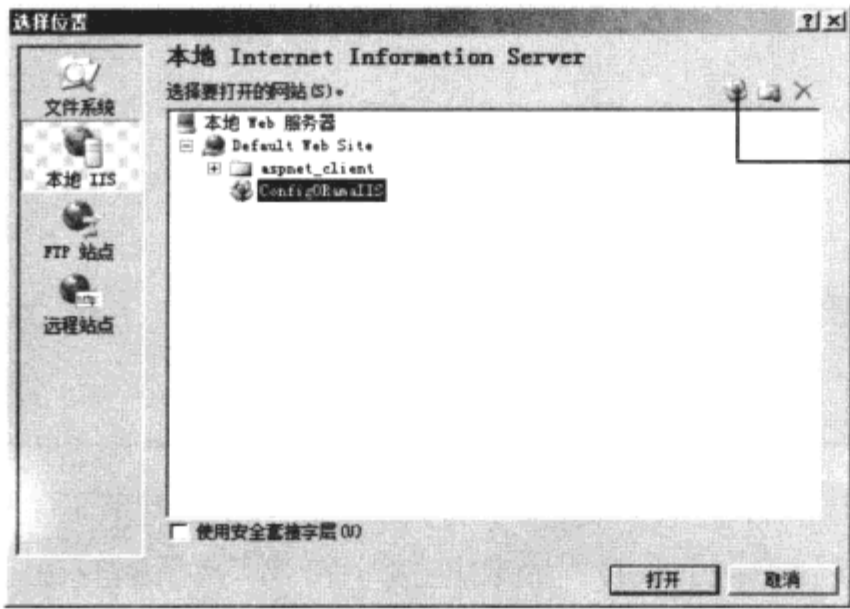 选择位置
本地 Internet Information Server
选择要打开的网站(S)。
文件系统
本地 IIS
FTP 站点
远程站点
本地 Web 服务器
Default Web Site
aspnet_client
ConfigORamaIIS
使用安全套接字层(U)
打开
取消